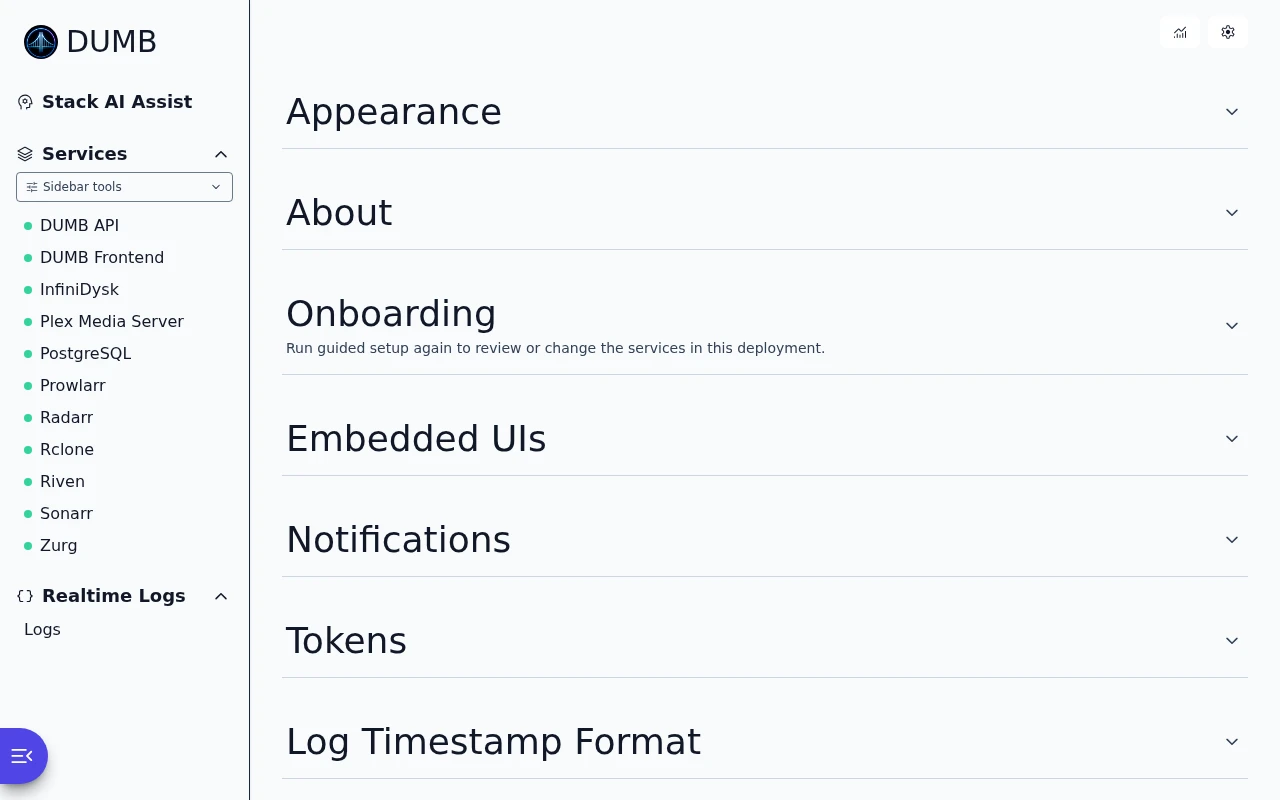 DUMB
Stack AI Assist
Services
Sidebar tools
DUMB API
DUMB Frontend
InfiniDysk
Plex Media Server
PostgreSQL
Prowlarr
Radarr
Rclone
Riven
Sonarr
Zurg
Realtime Logs
Logs
Appearance
About
Onboarding
Run guided setup again to review or change the services in this deployment.
Embedded UIs
Notifications
Tokens
Log Timestamp Format